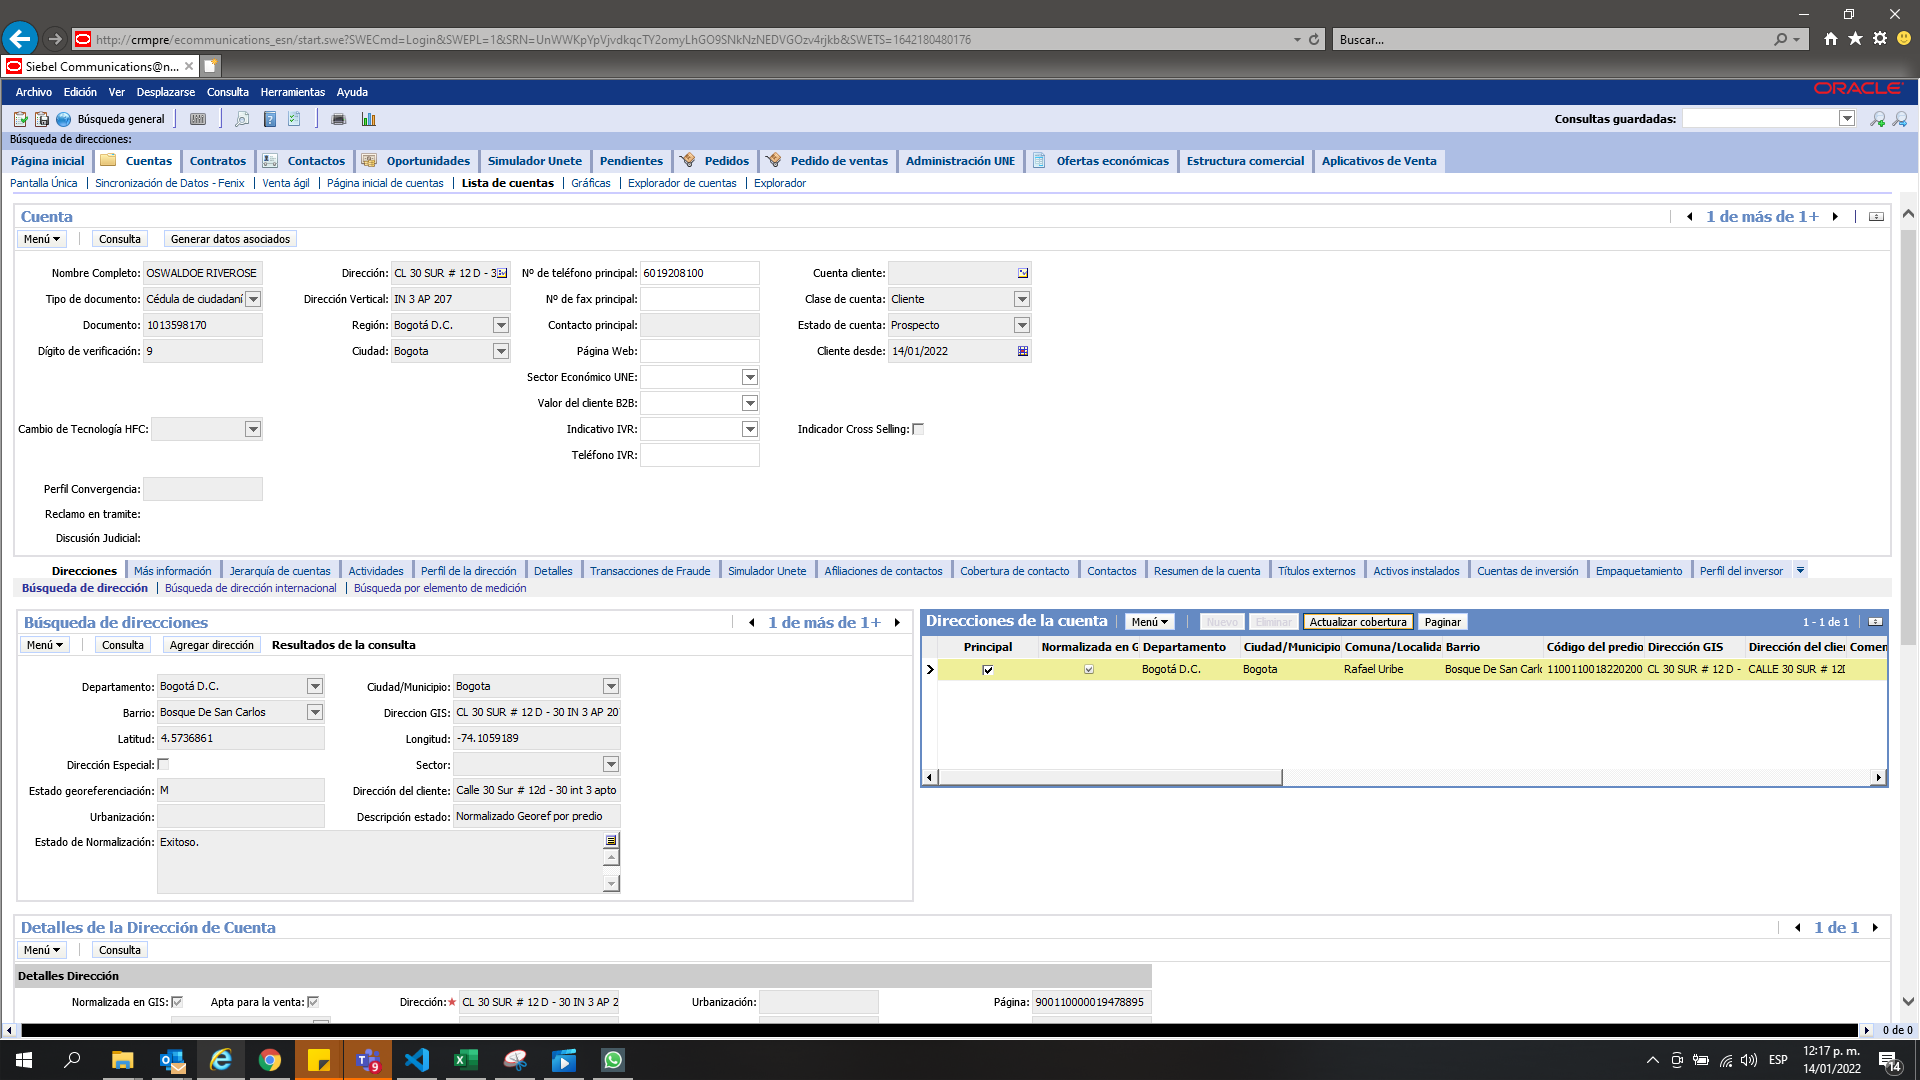 http://crmpre/ecommunications_esn/start.swe?SWECmd=Login&SWEPL=1&SRN=UnWWKpYpVjvdkqcTY2omyLhGO9SNkNzNEDVGOzv4rjkb&SWETS=1642180480176
Buscar...
Siebel Communications@n...
Archivo Edición Ver Desplazarse Consulta Herramientas Ayuda
ORACLE
Búsqueda general
Consultas guardadas:
Búsqueda de direcciones:
Página inicial Cuentas Contratos Contactos Oportunidades Simulador Unete Pendientes Pedidos Pedido de ventas Administración UNE Ofertas económicas Estructura comercial Aplicativos de Venta
Pantalla Única Sincronización de Datos - Fenix Venta ágil Página inicial de cuentas Lista de cuentas Gráficas Explorador de cuentas Explorador
Cuenta
1 de más de 1+
Menú Consulta Generar datos asociados
Nombre Completo: OSWALDOE RIVEROSE Dirección: CL 30 SUR # 12 D - 3 Nº de teléfono principal: 6019208100 Cuenta cliente:
Tipo de documento: Cédula de ciudadaní Dirección Vertical: IN 3 AP 207 Nº de fax principal: Clase de cuenta: Cliente
Documento: 1013598170 Región: Bogotá D.C. Contacto principal: Estado de cuenta: Prospecto
Dígito de verificación: 9 Ciudad: Bogota Página Web: Cliente desde: 14/01/2022
Sector Económico UNE:
Valor del cliente B2B:
Cambio de Tecnología HFC: Indicativo IVR: Indicador Cross Selling:
Teléfono IVR:
Perfil Convergencia:
Reclamo en tramite:
Discusión Judicial:
Direcciones Más información Jerarquía de cuentas Actividades Perfil de la dirección Detalles Transacciones de Fraude Simulador Unete Afiliaciones de contactos Cobertura de contacto Contactos Resumen de la cuenta Títulos externos Activos instalados Cuentas de inversión Empaquetamiento Perfil del inversor
Búsqueda de dirección Búsqueda de dirección internacional Búsqueda por elemento de medición
Búsqueda de direcciones
1 de más de 1+
Menú Consulta Agregar dirección Resultados de la consulta
Departamento: Bogotá D.C. Ciudad/Municipio: Bogota
Barrio: Bosque De San Carlos Direccion GIS: CL 30 SUR # 12 D - 30 IN 3 AP 20
Latitud: 4.5736861 Longitud: -74.1059189
Dirección Especial: Sector:
Estado georeferenciación: M Dirección del cliente: Calle 30 Sur # 12d - 30 int 3 apto
Urbanización: Descripción estado: Normalizado Georef por predio
Estado de Normalización: Exitoso.
Direcciones de la cuenta Menú Nuevo Eliminar Actualizar cobertura Paginar 1 - 1 de 1
Principal Normalizada en G Departamento Ciudad/Municipio Comuna/Localida Barrio Código del predio Dirección GIS Dirección del clie Comen
Bogotá D.C. Bogota Rafael Uribe Bosque De San Carl 1100110018220200 CL 30 SUR # 12 D - CALLE 30 SUR # 12
Detalles de la Dirección de Cuenta
1 de 1
Menú Consulta
Detalles Dirección
Normalizada en GIS: Apta para la venta: Dirección:★ CL 30 SUR # 12 D - 30 IN 3 AP 2 Urbanización: Página: 900110000019478895
0 de 0
9
ESP
12:17 p. m.
14/01/2022
14